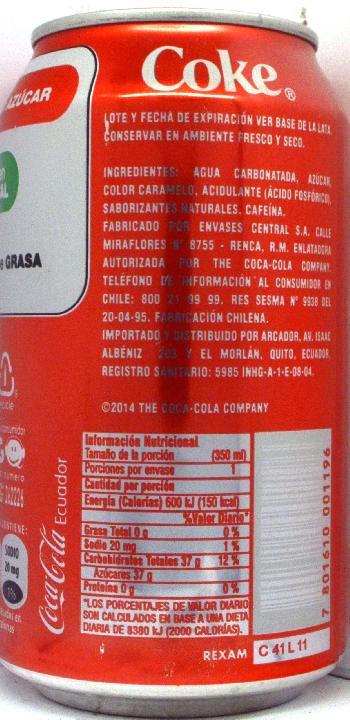 Coke®
AZÚCAR
LOTE Y FECHA DE EXPIRACIÓN VER BASE DE LA LATA.
CONSERVAR EN AMBIENTE FRESCO Y SECO.
GRASA
INGREDIENTES: AGUA CARBONATADA, AZÚCAR,
COLOR CARAMELO, ACIDULANTE (ÁCIDO FOSFÓRICO),
SABORIZANTES NATURALES, CAFEÍNA.
FABRICADO POR ENVASES CENTRAL S.A. CALLE
MIRAFLORES N° 8755 - RENCA, R.M. ENLATADORA
AUTORIZADA POR THE COCA-COLA COMPANY.
TELÉFONO DE INFORMACIÓN AL CONSUMIDOR EN
CHILE: 800 21 99 99. RES SESMA N° 9938 DEL
20-04-95. FABRICACIÓN CHILENA.
IMPORTADO Y DISTRIBUIDO POR ARCADOR, AV. ISAAC
ALBÉNIZ 203 Y EL MORLÁN, QUITO, ECUADOR,
REGISTRO SANITARIO: 5985 INHG-A-1-E-08-04.
©2014 THE COCA-COLA COMPANY
Información Nutricional
Tamaño de la porción (350 ml)
Porciones por envase 1
Cantidad por porción
Energía (Calorías) 600 kJ (150 kcal)
%Valor Diario*
Grasa Total 0 g 0 %
Sodio 20 mg 1 %
Carbohidratos Totales 37 g 12 %
Azúcares 37 g
Proteína 0 g 0 %
*LOS PORCENTAJES DE VALOR DIARIO
SON CALCULADOS EN BASE A UNA DIETA
DIARIA DE 8380 kJ (2000 CALORÍAS).
Coca-Cola Ecuador
SODIO
20 mg
7 801610 001196
REXAM C 41 L 11